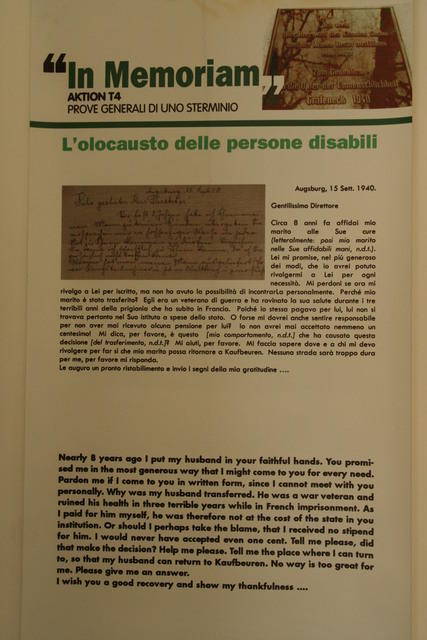 “In Memoriam”
AKTION T4
PROVE GENERALI DI UNO STERMINIO
Grafeneck
L'olocausto delle persone disabili
Augsburg, 15 Sett. 1940.
Gentilissimo Direttore
Circa 8 anni fa affidai mio
marito alle Sue cure
(letteralmente: posi mio marito
nelle Sue affidabili mani, n.d.t.).
Lei mi promise, nel più generoso
dei modi, che io avrei potuto
rivolgermi a Lei per ogni
necessità. Mi perdoni se ora mi
rivolgo a Lei per iscritto, ma non ho avuto la possibilità di incontrarLa personalmente. Perché mio
marito è stato trasferito? Egli era un veterano di guerra e ha rovinato la sua salute durante i tre
terribili anni della prigionia che ha subito in Francia. Poiché io stessa pagavo per lui, lui non si
trovava pertanto nel Suo istituto a spese dello stato. O forse mi dovrei anche sentire responsabile
per non aver mai ricevuto alcuna pensione per lui? Io non avrei mai accettato nemmeno un
centesimo! Mi dica, per favore, è questo (mio comportamento, n.d.t.) che ha causato questa
decisione [del trasferimento, n.d.t.]? Mi aiuti, per favore. Mi faccia sapere dove e a chi mi devo
rivolgere per far sì che mio marito possa ritornare a Kaufbeuren. Nessuna strada sarà troppo dura
per me, per favore mi risponda.
Le auguro un pronto ristabilimento e invio i segni della mia gratitudine ....
Nearly 8 years ago I put my husband in your faithful hands. You promi-
sed me in the most generous way that I might come to you for every need.
Pardon me if I come to you in written form, since I cannot meet with you
personally. Why was my husband transferred. He was a war veteran and
ruined his health in three terrible years while in French imprisonment. As
I paid for him myself, he was therefore not at the cost of the state in you
institution. Or should I perhaps take the blame, that I received no stipend
for him. I would never have accepted even one cent. Tell me please, did
that make the decision? Help me please. Tell me the place where I can turn
to, so that my husband can return to Kaufbeuren. No way is too great for
me. Please give me an answer.
I wish you a good recovery and show my thankfulness ....